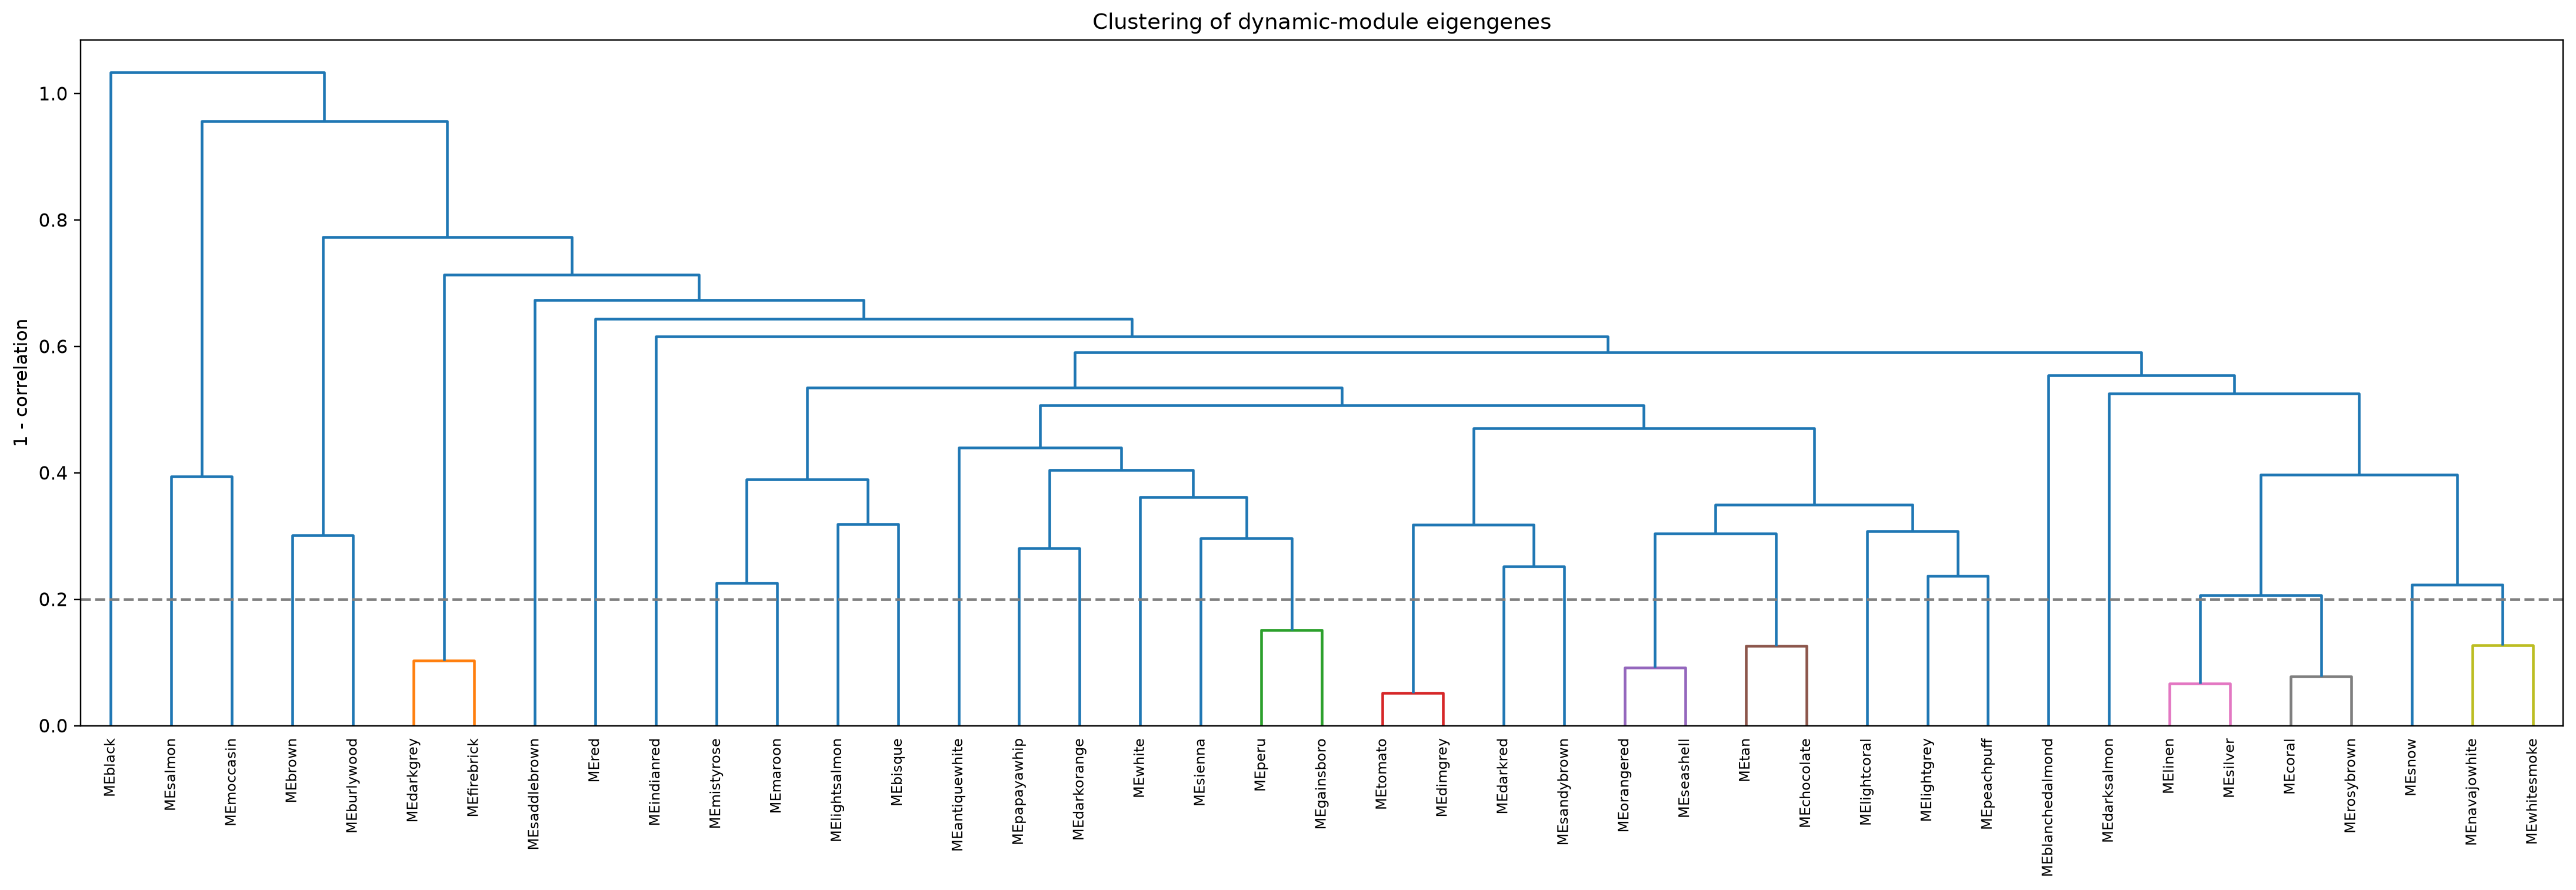 Clustering of dynamic-module eigengenes
1 - correlation
1.0
0.8
0.6
0.4
0.2
0.0
MEblack
MEsalmon
MEmoccasin
MEbrown
MEburlywood
MEdarkgrey
MEfirebrick
MEsaddlebrown
MEred
MEindianred
MEmistyrose
MEmaroon
MElightsalmon
MEbisque
MEantiquewhite
MEpapayawhip
MEdarkorange
MEwhite
MEsienna
MEperu
MEgainsboro
MEtomato
MEdimgrey
MEdarkred
MEsandybrown
MEorangered
MEseashell
MEtan
MEchocolate
MElightcoral
MElightgrey
MEpeachpuff
MEblanchedalmond
MEdarksalmon
MElinen
MEsilver
MEcoral
MErosybrown
MEsnow
MEnavajowhite
MEwhitesmoke